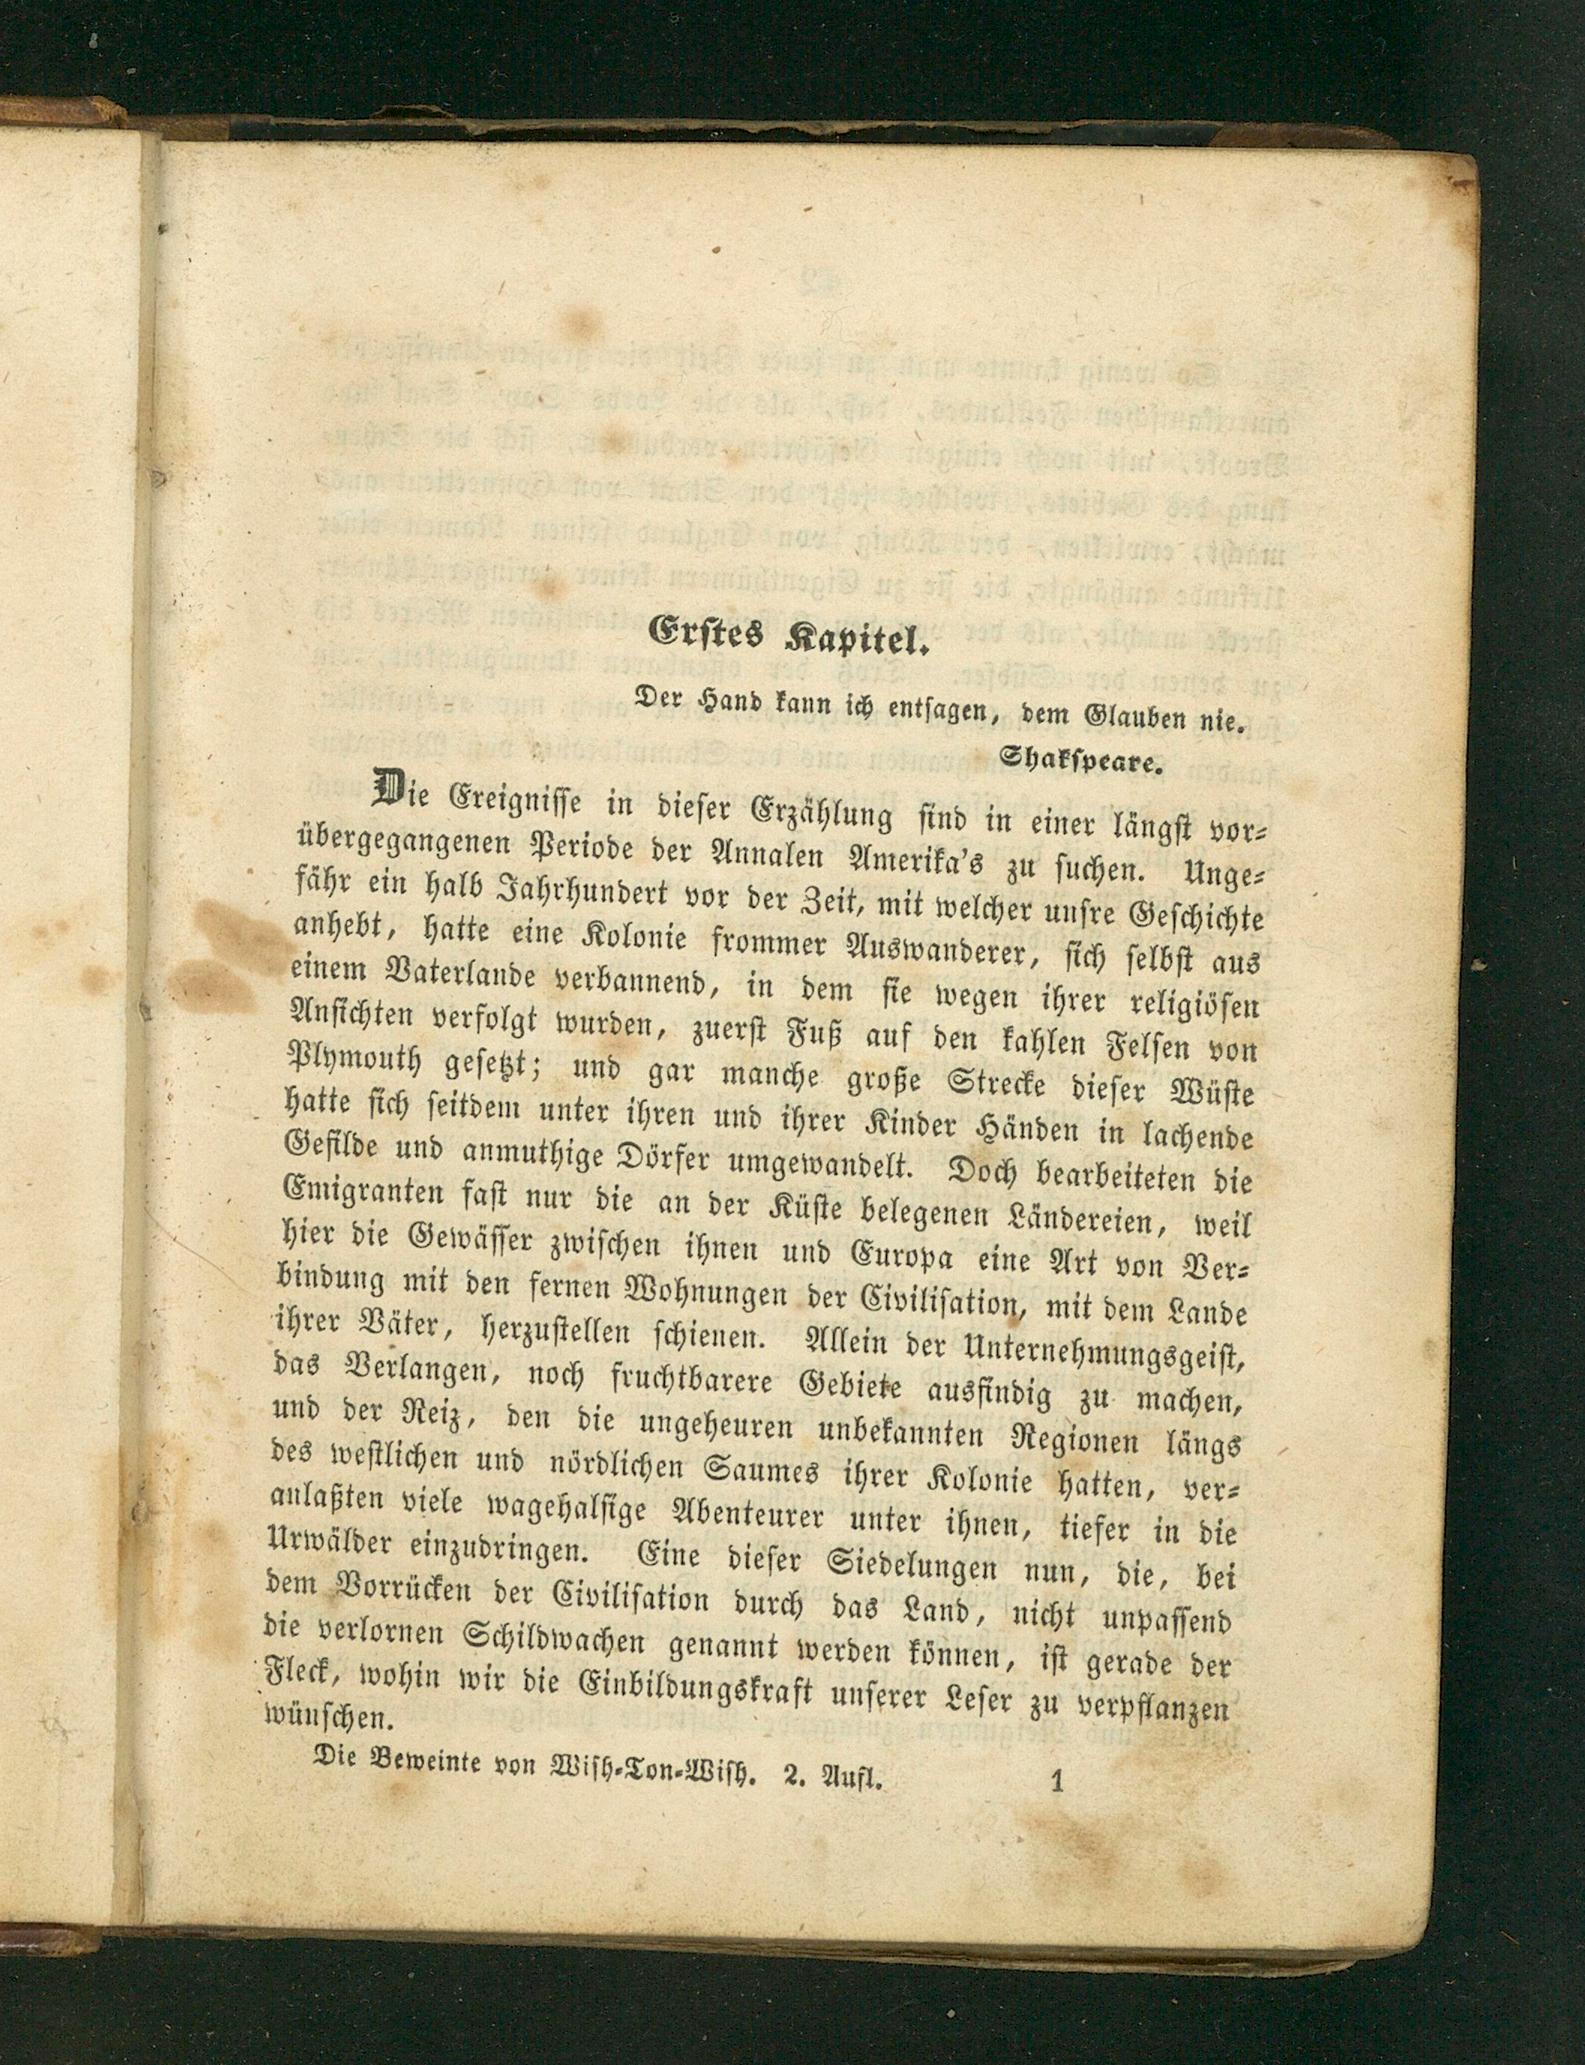 Erstes Kapitel.
Der Hand kann ich entsagen, dem Glauben nie.
Shakspeare.
Die Ereignisse in dieser Erzählung sind in einer längst vor-
übergegangenen Periode der Annalen Amerika's zu suchen. Unge-
fähr ein halb Jahrhundert vor der Zeit, mit welcher unsre Geschichte
anhebt, hatte eine Kolonie frommer Auswanderer, sich selbst aus
einem Vaterlande verbannend, in dem sie wegen ihrer religiösen
Ansichten verfolgt wurden, zuerst Fuß auf den kahlen Felsen von
Plymouth gesetzt; und gar manche große Strecke dieser Wüste
hatte sich seitdem unter ihren und ihrer Kinder Händen in lachende
Gefilde und anmuthige Dörfer umgewandelt. Doch bearbeiteten die
Emigranten fast nur die an der Küste belegenen Ländereien, weil
hier die Gewässer zwischen ihnen und Europa eine Art von Ver-
bindung mit den fernen Wohnungen der Civilisation, mit dem Lande
ihrer Väter, herzustellen schienen. Allein der Unternehmungsgeist,
das Verlangen, noch fruchtbarere Gebiete ausfindig zu machen,
und der Reiz, den die ungeheuren unbekannten Regionen längs
des westlichen und nördlichen Saumes ihrer Kolonie hatten, ver-
anlaßten viele wagehalsige Abenteurer unter ihnen, tiefer in die
Urwälder einzudringen. Eine dieser Siedelungen nun, die, bei
dem Vorrücken der Civilisation durch das Land, nicht unpassend
die verlornen Schildwachen genannt werden können, ist gerade der
Fleck, wohin wir die Einbildungskraft unserer Leser zu verpflanzen
wünschen.
Die Beweinte von Wish-Ton-Wish. 2. Aufl. 1